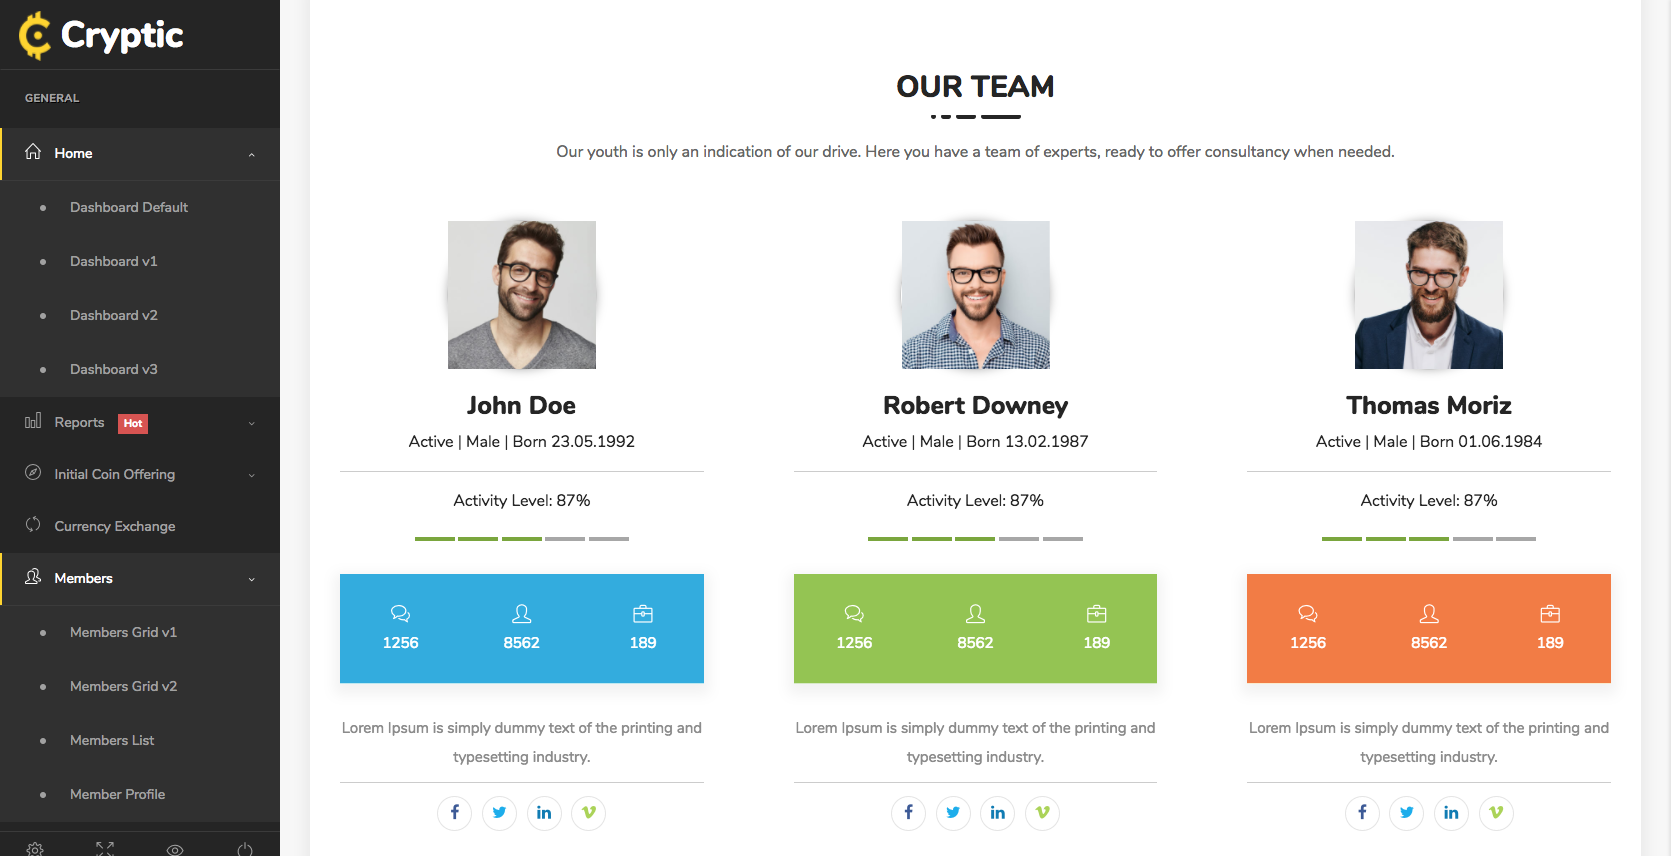 Cryptic
GENERAL
Home
Dashboard Default
Dashboard v1
Dashboard v2
Dashboard v3
Reports Hot
Initial Coin Offering
Currency Exchange
Members
Members Grid v1
Members Grid v2
Members List
Member Profile
OUR TEAM
Our youth is only an indication of our drive. Here you have a team of experts, ready to offer consultancy when needed.
John Doe
Active | Male | Born 23.05.1992
Activity Level: 87%
1256 8562 189
Lorem Ipsum is simply dummy text of the printing and
typesetting industry.
Robert Downey
Active | Male | Born 13.02.1987
Activity Level: 87%
1256 8562 189
Lorem Ipsum is simply dummy text of the printing and
typesetting industry.
Thomas Moriz
Active | Male | Born 01.06.1984
Activity Level: 87%
1256 8562 189
Lorem Ipsum is simply dummy text of the printing and
typesetting industry.